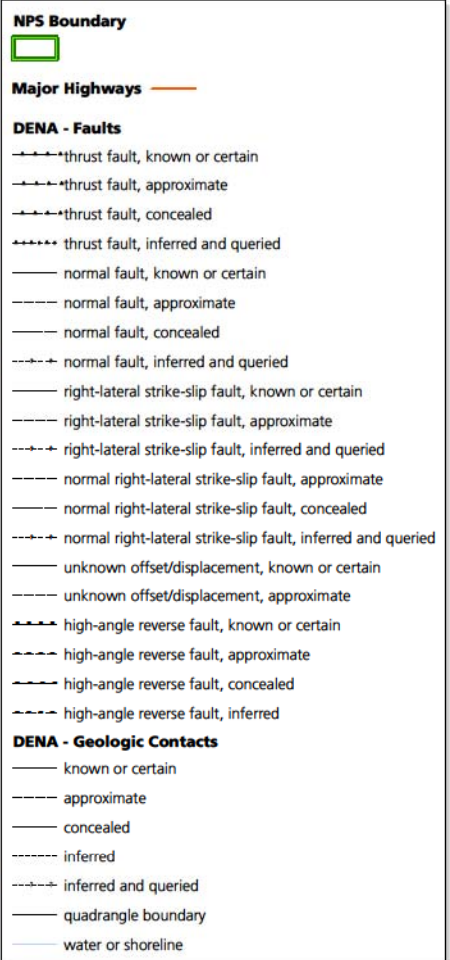 NPS Boundary
Major Highways
DENA - Faults
thrust fault, known or certain
thrust fault, approximate
thrust fault, concealed
thrust fault, inferred and queried
normal fault, known or certain
normal fault, approximate
normal fault, concealed
normal fault, inferred and queried
right-lateral strike-slip fault, known or certain
right-lateral strike-slip fault, approximate
right-lateral strike-slip fault, inferred and queried
normal right-lateral strike-slip fault, approximate
normal right-lateral strike-slip fault, concealed
normal right-lateral strike-slip fault, inferred and queried
unknown offset/displacement, known or certain
unknown offset/displacement, approximate
high-angle reverse fault, known or certain
high-angle reverse fault, approximate
high-angle reverse fault, concealed
high-angle reverse fault, inferred
DENA - Geologic Contacts
known or certain
approximate
concealed
inferred
inferred and queried
quadrangle boundary
water or shoreline